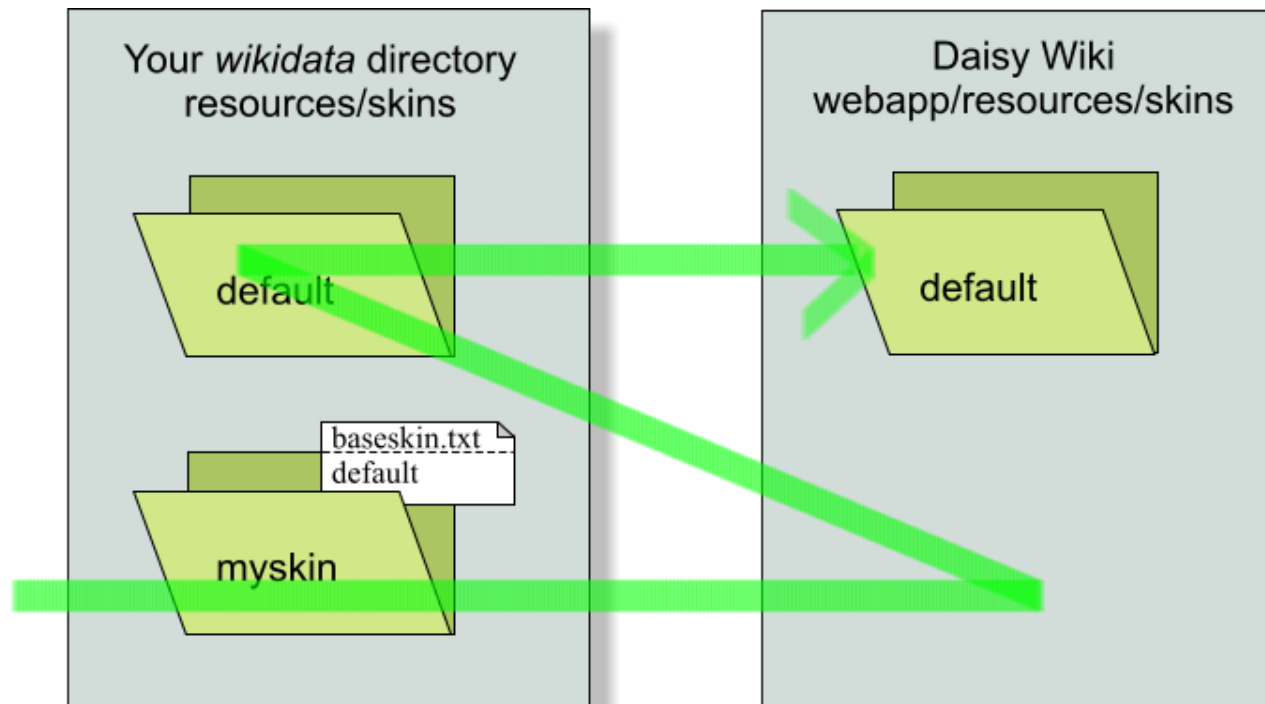 Your wikidata directory
resources/skins
default
baseskin.txt
default
myskin
Daisy Wiki
webapp/resources/skins
default